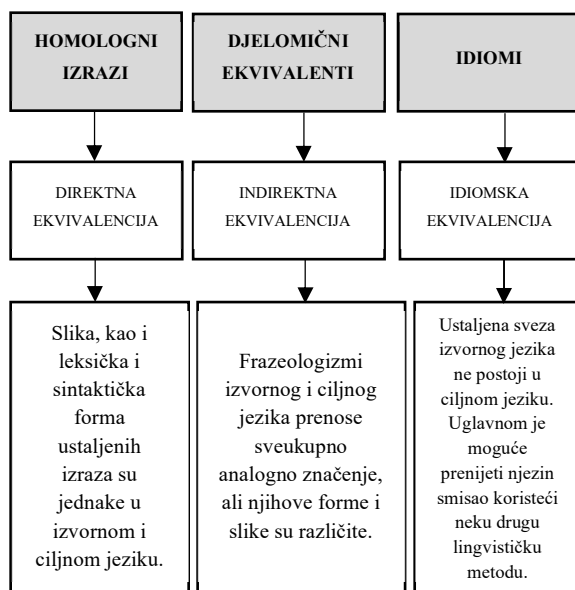 HOMOLOGNI
IZRAZI
DIREKTNA
EKVIVALENCIJA
Slika, kao i
leksička i
sintaktička
forma
ustaljenih
izraza su
jednake u
izvornom i
ciljnom jeziku.
DJELOMIČNI
EKVIVALENTI
INDIREKTNA
EKVIVALENCIJA
Frazeologizmi
izvornog i ciljnog
jezika prenose
sveukupno
analogno značenje,
ali njihove forme i
slike su različite.
IDIOMI
IDIOMSKA
EKVIVALENCIJA
Ustaljena sveza
izvornog jezika
ne postoji u
ciljnom jeziku.
Uglavnom je
moguće
prenijeti njezin
smisao koristeći
neku drugu
lingvističku
metodu.